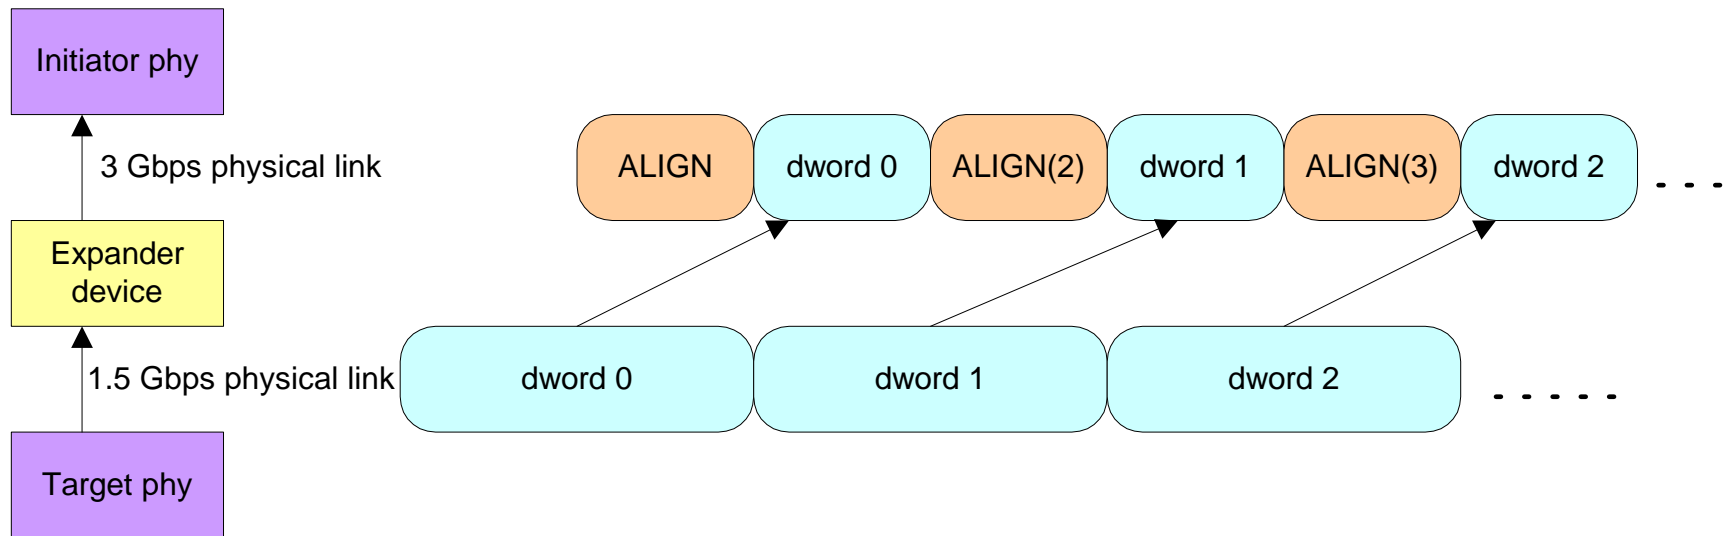 Initiator phy
3 Gbps physical link
ALIGN
dword 0
ALIGN(2)
dword 1
ALIGN(3)
dword 2
Expander
device
1.5 Gbps physical link
dword 0
dword 1
dword 2
Target phy